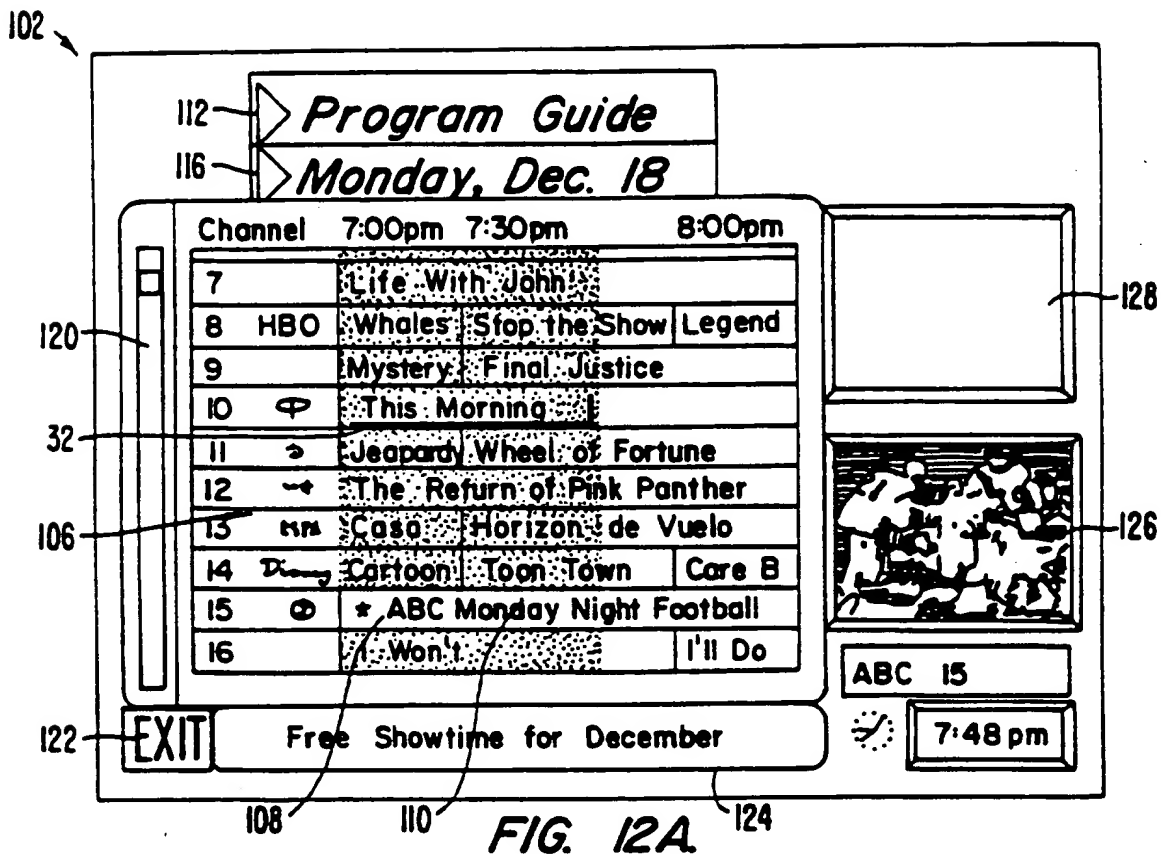 102
112
Program Guide
116
Monday, Dec. 18
Channel 7:00pm 7:30pm 8:00pm
7 Life With John
8 HBO Whales Stop the Show Legend
128
120
9 Mystery Final Justice
10 This Morning
32
11 Jeopardy Wheel of Fortune
12 The Return of Pink Panther
106
13 Casa Horizon de Vuelo
126
14 Disney Cartoon Toon Town Care B
15 * ABC Monday Night Football
16 I Won't I'll Do
ABC 15
122
EXIT
Free Showtime for December
7:48 pm
108
110
124
FIG. 12A.